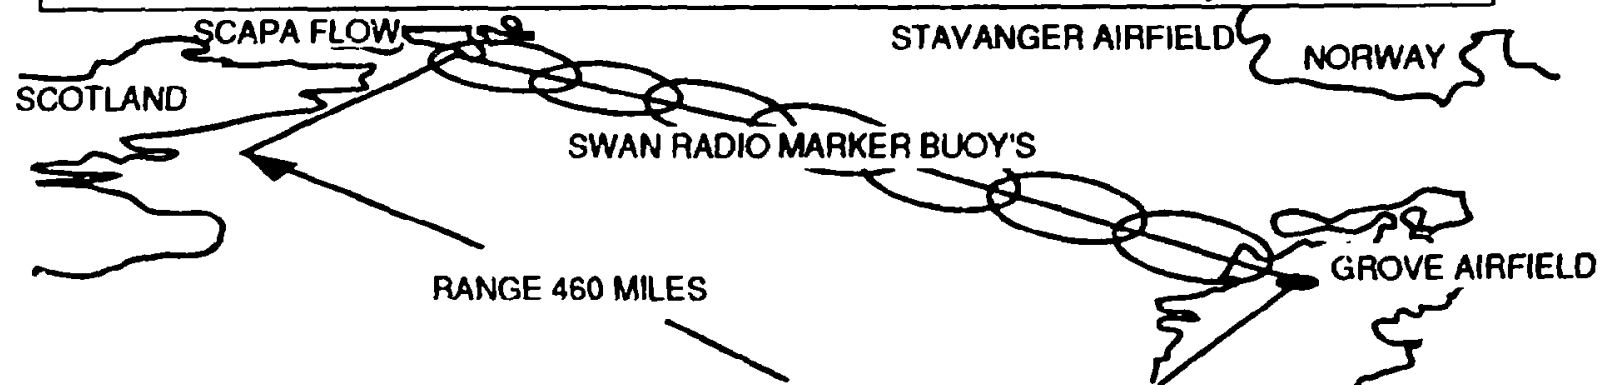 SCAPA FLOW
STAVANGER AIRFIELD
NORWAY
SCOTLAND
SWAN RADIO MARKER BUOY'S
GROVE AIRFIELD
RANGE 460 MILES